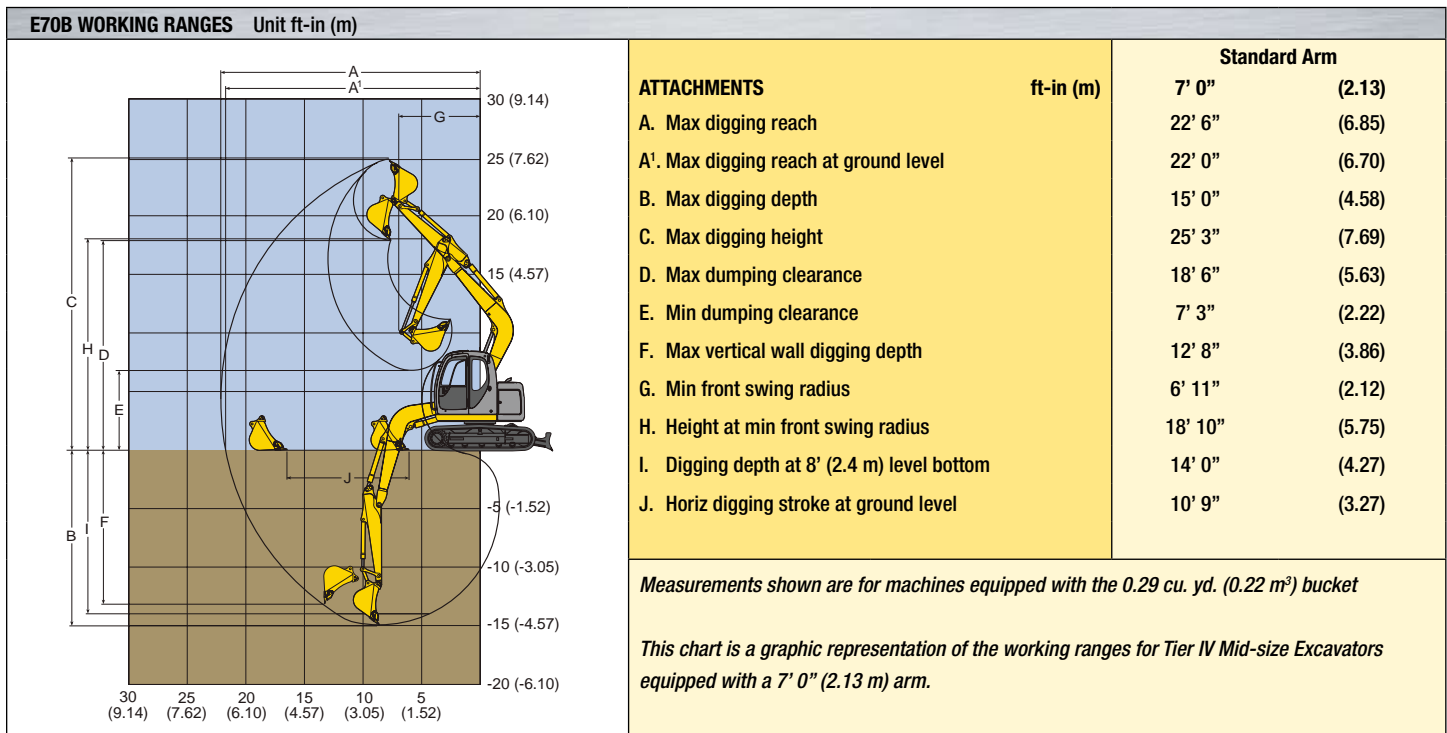 E70B WORKING RANGES Unit ft-in (m)
A
A¹
G
30 (9.14)
25 (7.62)
20 (6.10)
15 (4.57)
C
H
D
E
J
-5 (-1.52)
B
I
F
-10 (-3.05)
-15 (-4.57)
-20 (-6.10)
30 25 20 15 10 5
(9.14) (7.62) (6.10) (4.57) (3.05) (1.52)
Standard Arm
ATTACHMENTS ft-in (m) 7’ 0” (2.13)
A. Max digging reach 22’ 6” (6.85)
A¹. Max digging reach at ground level 22’ 0” (6.70)
B. Max digging depth 15’ 0” (4.58)
C. Max digging height 25’ 3” (7.69)
D. Max dumping clearance 18’ 6” (5.63)
E. Min dumping clearance 7’ 3” (2.22)
F. Max vertical wall digging depth 12’ 8” (3.86)
G. Min front swing radius 6’ 11” (2.12)
H. Height at min front swing radius 18’ 10” (5.75)
I. Digging depth at 8’ (2.4 m) level bottom 14’ 0” (4.27)
J. Horiz digging stroke at ground level 10’ 9” (3.27)
Measurements shown are for machines equipped with the 0.29 cu. yd. (0.22 m³) bucket
This chart is a graphic representation of the working ranges for Tier IV Mid-size Excavators
equipped with a 7’ 0” (2.13 m) arm.